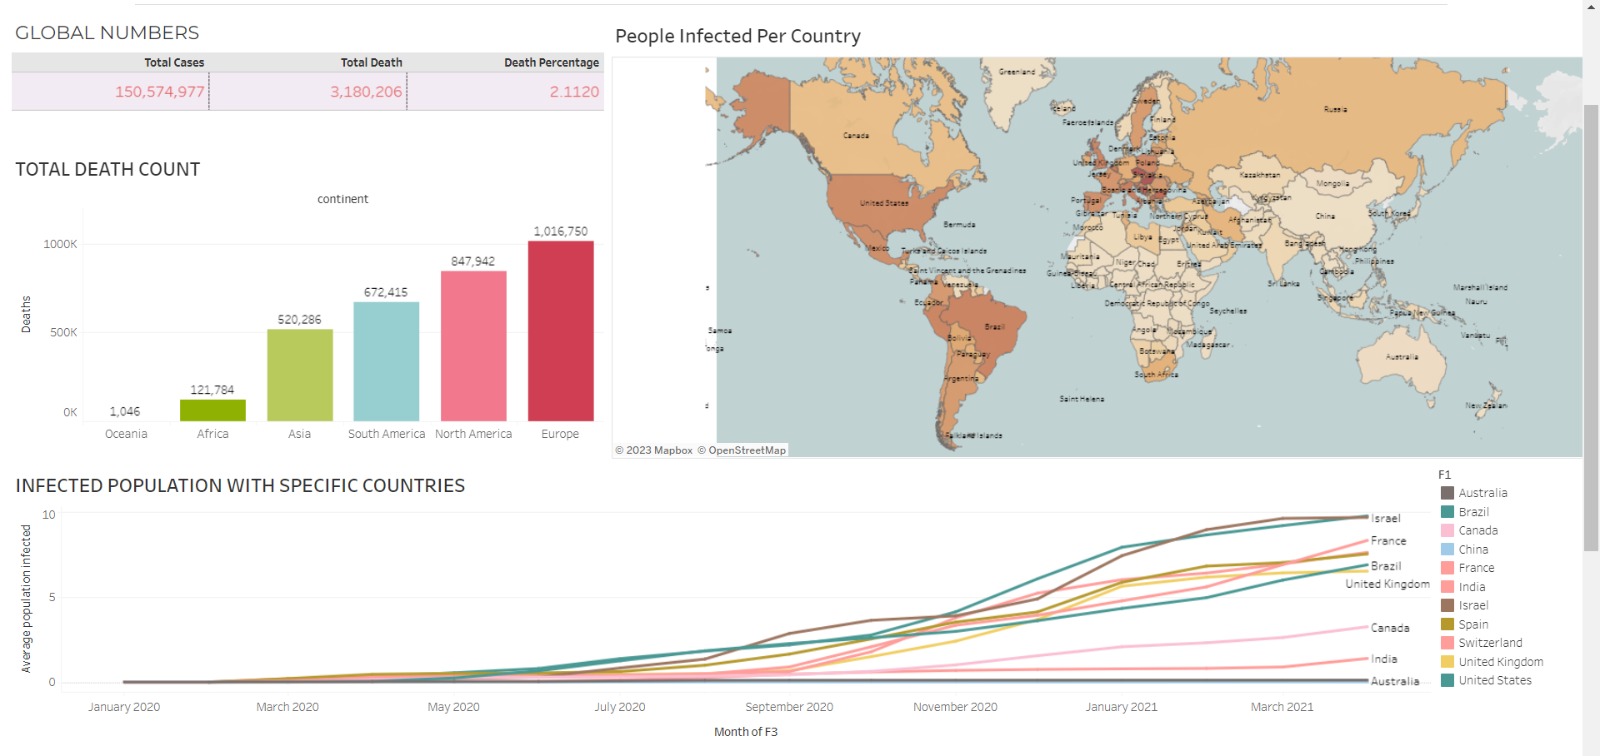 GLOBAL NUMBERS
Total Cases Total Death Death Percentage
150,574,977 3,180,206 2.1120
TOTAL DEATH COUNT
continent
Deaths
1000K
500K
0K
1,046
121,784
520,286
672,415
847,942
1,016,750
Oceania Africa Asia South America North America Europe
People Infected Per Country
Greenland
Iceland
Sweden
Finland
Russia
Faeroe Islands
Estonia
Canada
Lithuania
United Kingdom
Poland
Jersey
Slovakia
Kazakhstan
Mongolia
Bosnia and Herzegovina
United States
Portugal
Albania
Azerbaijan
Kyrgyzstan
China
South Korea
Gibraltar
Tunisia
Northern Cyprus
Afghanistan
Bermuda
Morocco
Jordan
Kuwait
Mexico
Libya
Egypt
United Arab Emirates
Bangladesh
Hong Kong
Turks and Caicos Islands
Mauritania
Niger
Chad
Eritrea
Philippines
Saint Vincent and the Grenadines
Cambodia
Panama
Venezuela
Liberia
Central African Republic
Sri Lanka
Marshall Island
Ecuador
Democratic Republic of Congo
Singapore
Nauru
Seychelles
Papua New Guinea
Samoa
Brazil
Angola
Mozambique
Vanuatu
Fiji
Bolivia
Madagascar
onga
Paraguay
Botswana
Australia
Argentina
South Africa
Saint Helena
New Zealan
Falkland Islands
© 2023 Mapbox © OpenStreetMap
INFECTED POPULATION WITH SPECIFIC COUNTRIES
Average population infected
10
5
0
Israel
France
Brazil
United Kingdom
Canada
India
Australia
January 2020 March 2020 May 2020 July 2020 September 2020 November 2020 January 2021 March 2021
Month of F3
F1
Australia
Brazil
Canada
China
France
India
Israel
Spain
Switzerland
United Kingdom
United States